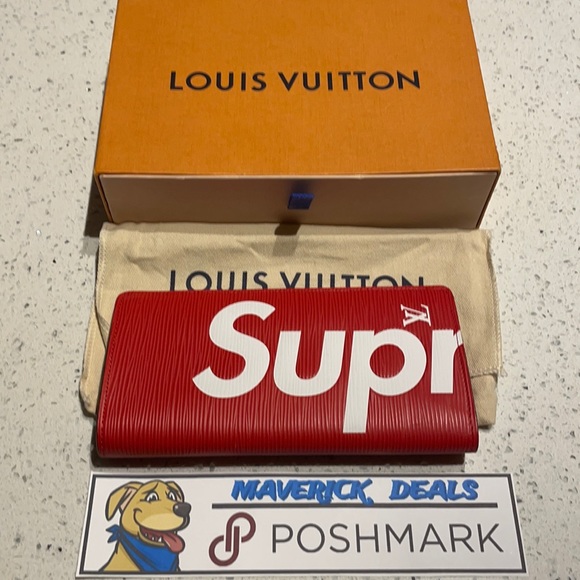 LOUIS VUITTON
LOUIS VUITTON
Supr
LV
MAVERICK DEALS
POSHMARK